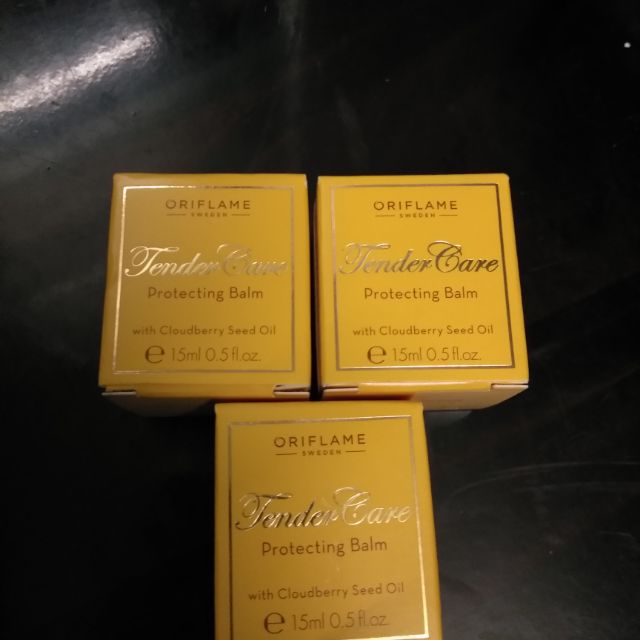 ORIFLAME
SWEDEN
Tender Care
Protecting Balm
with Cloudberry Seed Oil
e 15ml 0.5 fl.oz.
ORIFLAME
SWEDEN
Tender Care
Protecting Balm
with Cloudberry Seed Oil
e 15ml 0.5 fl.oz.
ORIFLAME
SWEDEN
Tender Care
Protecting Balm
with Cloudberry Seed Oil
e 15ml 0.5 fl.oz.